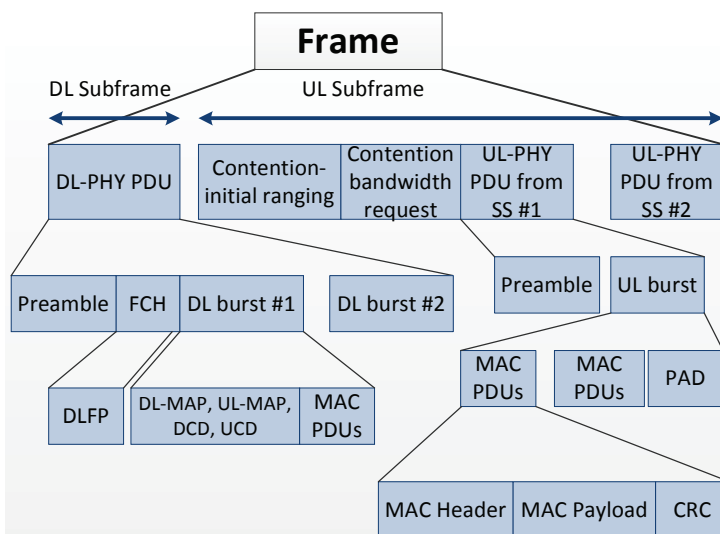 Frame
DL Subframe
UL Subframe
DL-PHY PDU
Contention-
initial ranging
Contention
bandwidth
request
UL-PHY
PDU from
SS #1
UL-PHY
PDU from
SS #2
Preamble
FCH
DL burst #1
DL burst #2
Preamble
UL burst
DLFP
DL-MAP, UL-MAP,
DCD, UCD
MAC
PDUs
MAC
PDUs
MAC
PDUs
PAD
MAC Header
MAC Payload
CRC